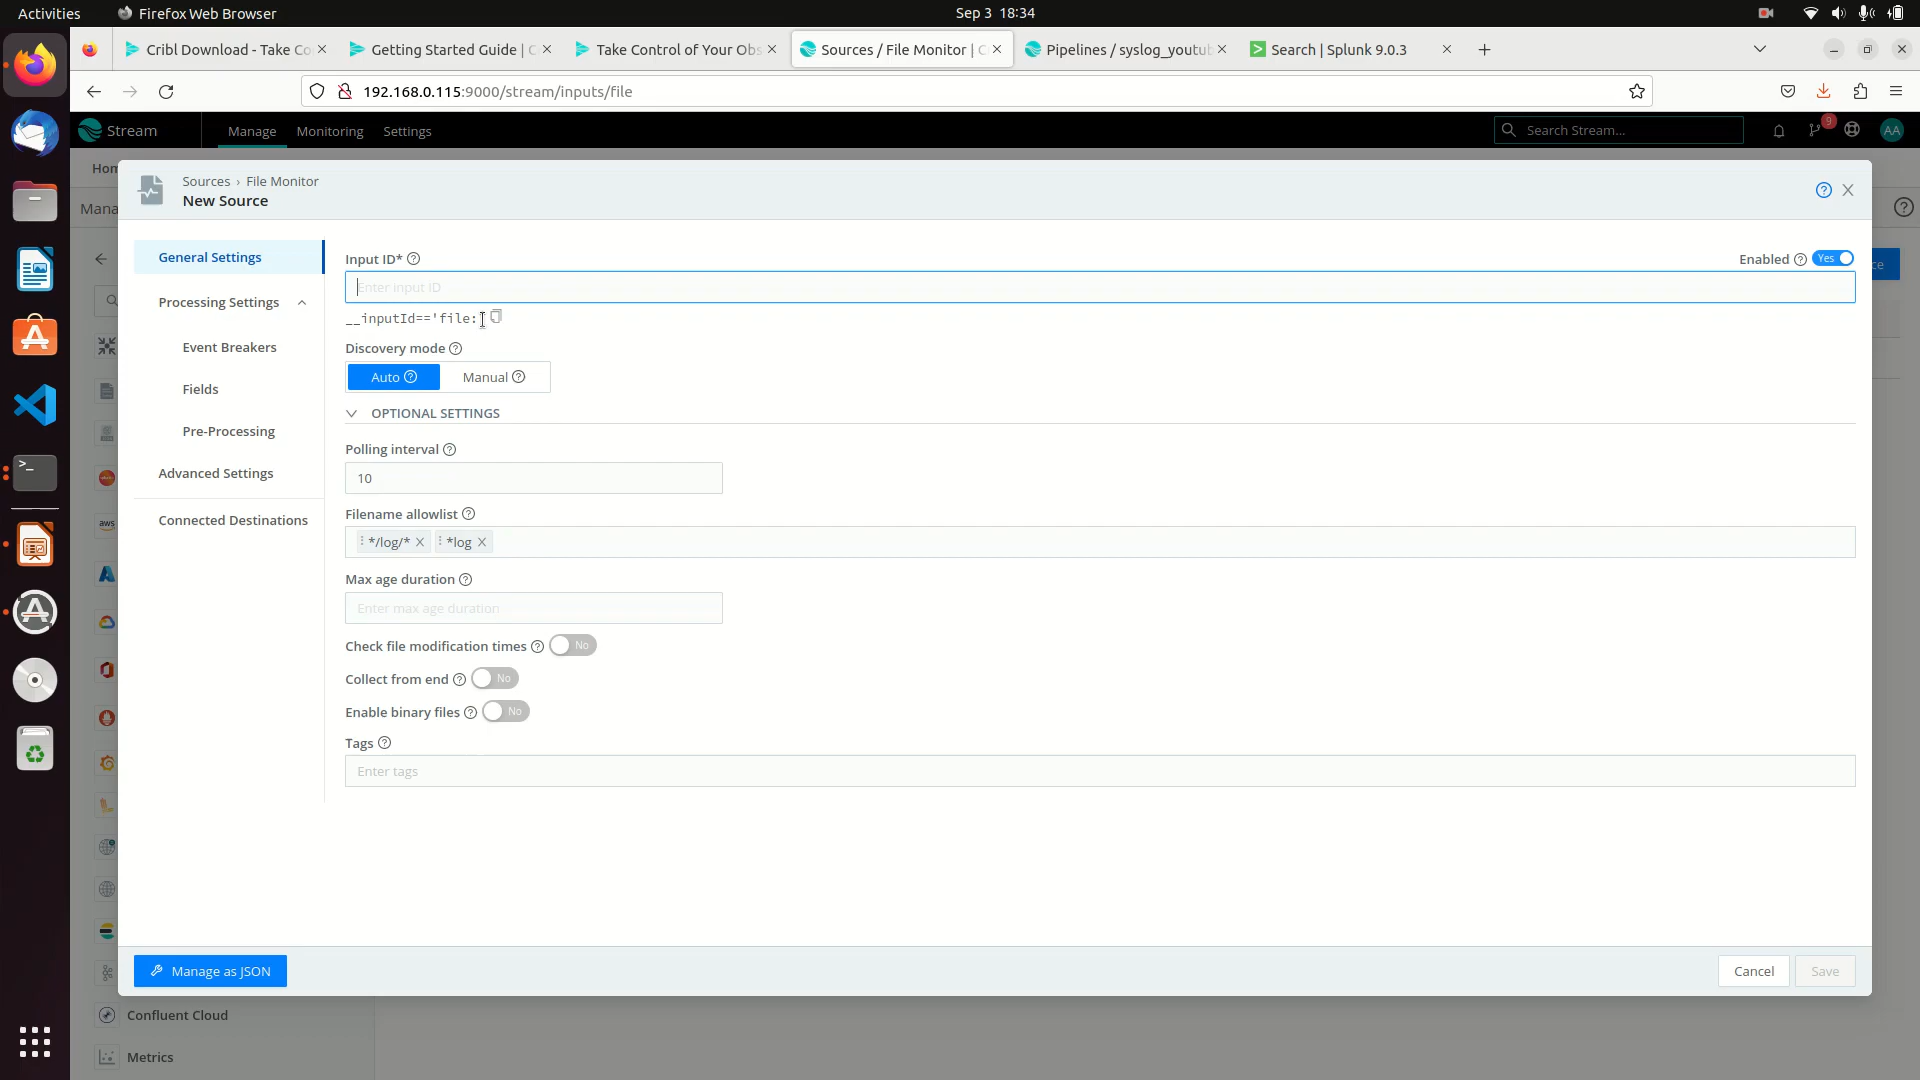 Activities
Firefox Web Browser
Sep 3 18:34
Cribl Download - Take Co
Getting Started Guide | C
Take Control of Your Obs
Sources / File Monitor | C
Pipelines / syslog_youtub
Search | Splunk 9.0.3
192.168.0.115:9000/stream/inputs/file
Stream
Manage
Monitoring
Settings
Search Stream...
9
AA
Hom
Mana
Sources › File Monitor
New Source
General Settings
Processing Settings
Event Breakers
Fields
Pre-Processing
Advanced Settings
Connected Destinations
Input ID*
Enabled
Yes
Enter input ID
__inputId=='file:
Discovery mode
Auto
Manual
OPTIONAL SETTINGS
Polling interval
10
Filename allowlist
*/log/*
*log
Max age duration
Enter max age duration
Check file modification times
No
Collect from end
No
Enable binary files
No
Tags
Enter tags
aws
Manage as JSON
Cancel
Save
Confluent Cloud
Metrics